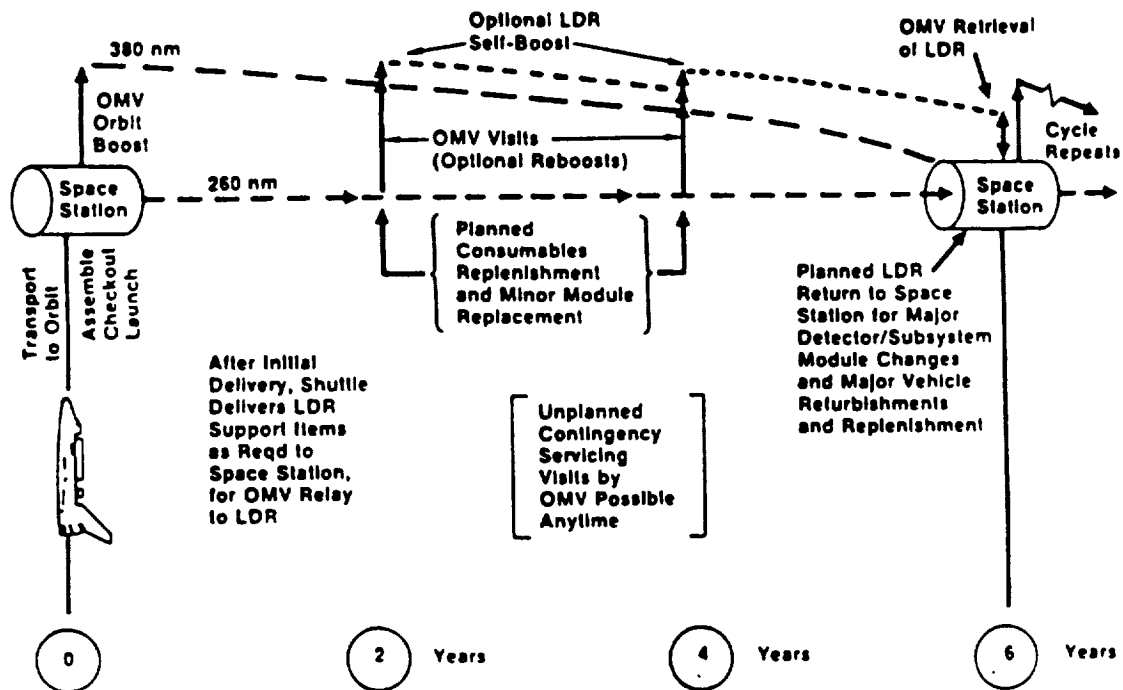 Optional LDR
Self-Boost
OMV Retrieval
of LDR
380 nm
OMV
Orbit
Boost
OMV Visits
(Optional Reboosts)
Cycle
Repeats
Space
Station
260 nm
Space
Station
Transport
to Orbit
Assemble
Checkout
Launch
Planned
Consumables
Replenishment
and Minor Module
Replacement
Planned LDR
Return to Space
Station for Major
Detector/Subsystem
Module Changes
and Major Vehicle
Refurbishments
and Replenishment
After Initial
Delivery, Shuttle
Delivers LDR
Support Items
as Reqd to
Space Station,
for OMV Relay
to LDR
Unplanned
Contingency
Servicing
Visits by
OMV Possible
Anytime
0
2 Years
4 Years
6 Years